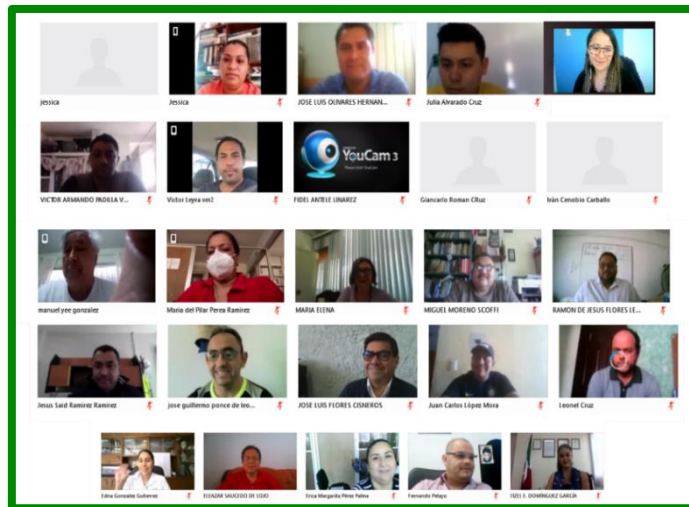 jessica
Jessica
JOSE LUIS OLIVARES HERNAN...
Julia Alvarado Cruz
VICTOR ARMANDO PADILLA V...
Victor Leyva ver2
YouCam 3
FIDEL ANTELE LINAREZ
Giancarlo Roman CRuz
Iván Cenobio Carballo
manuel yee gonzalez
Maria del Pilar Perea Ramirez
MARIA ELENA
MIGUEL MORENO SCOFFI
RAMON DE JESUS FLORES LE...
Jesus Said Ramirez Ramirez
jose guillermo ponce de leo...
JOSE LUIS FLORES CISNEROS
Juan Carlos López Mora
Leonel Cruz
Edna Gonzalez Gutierrez
ELEAZAR SAUCEDO DE LOJO
Erica Margarita Pérez Palma
Fernando Pelayo
ITZEL E. DOMÍNGUEZ GARCÍA